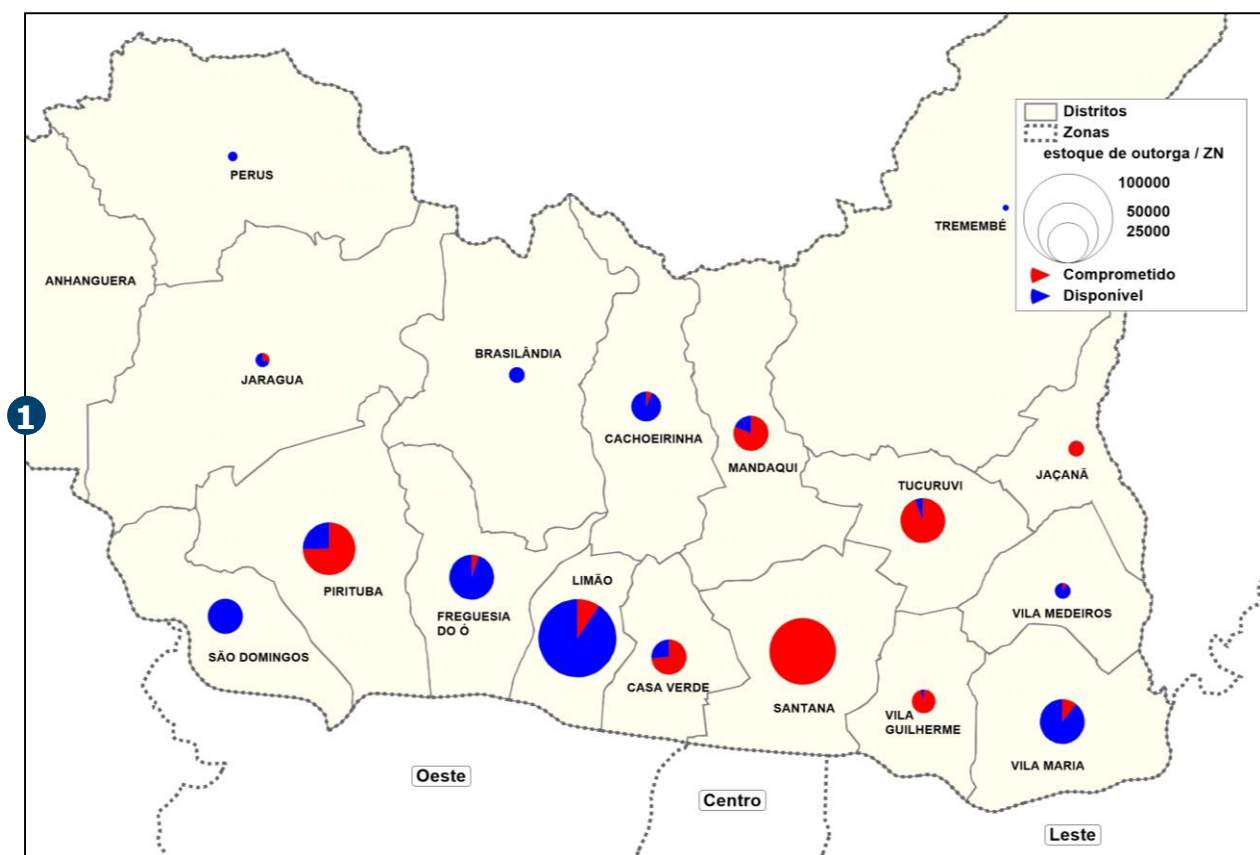 Distritos
Zonas
estoque de outorga / ZN
100000
50000
25000
Comprometido
Disponível
PERUS
TREMEMBÉ
ANHANGUERA
BRASILÂNDIA
JARAGUA
1
CACHOEIRINHA
MANDAQUI
JAÇANÃ
TUCURUVI
LIMÃO
PIRITUBA
FREGUESIA
DO Ó
VILA MEDEIROS
SÃO DOMINGOS
CASA VERDE
SANTANA
VILA
GUILHERME
VILA MARIA
Oeste
Centro
Leste